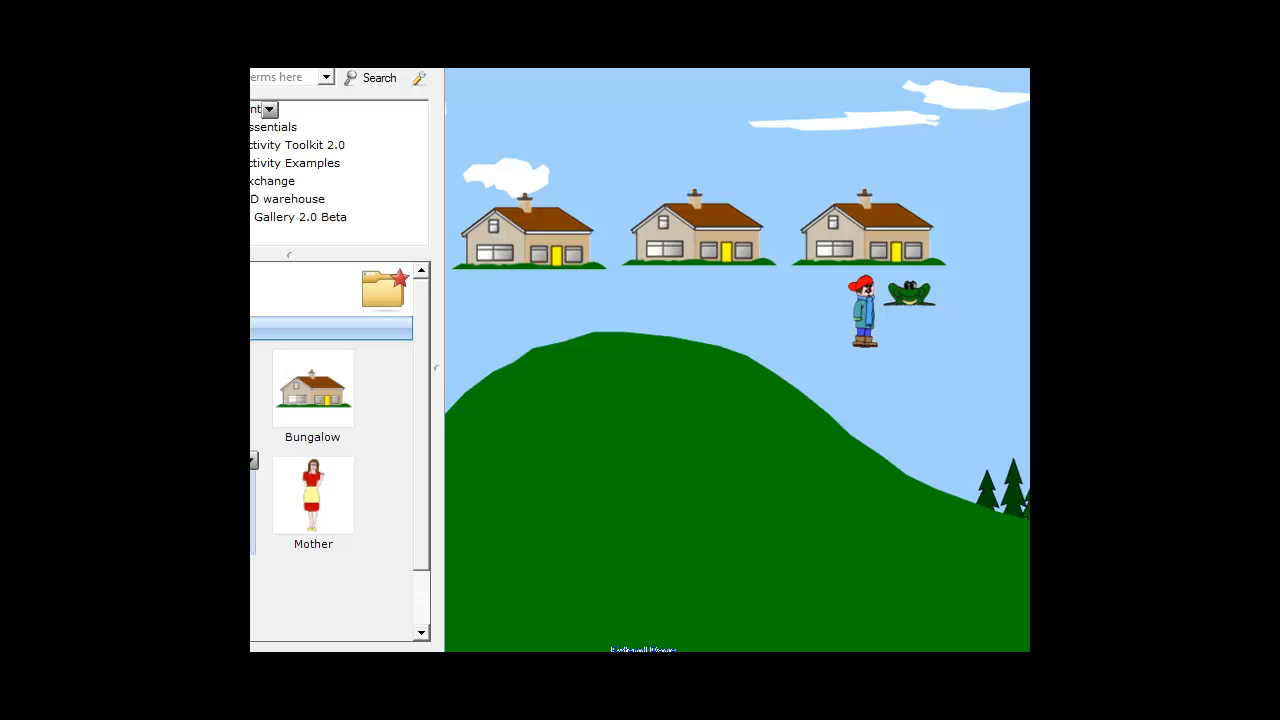 erms here
Search
nt
ssentials
ctivity Toolkit 2.0
ctivity Examples
xchange
D warehouse
Gallery 2.0 Beta
Bungalow
Mother